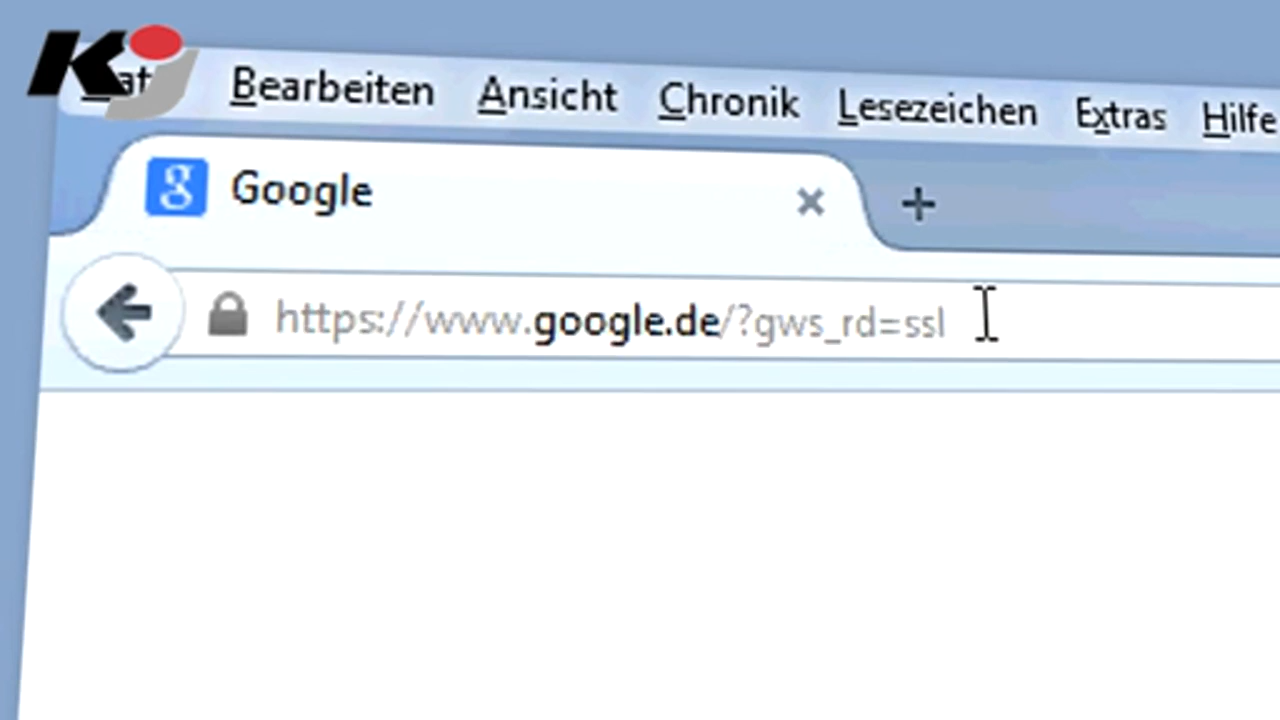 Bearbeiten Ansicht Chronik Lesezeichen Extras Hilfe
Google
https://www.google.de/?gws_rd=ssl